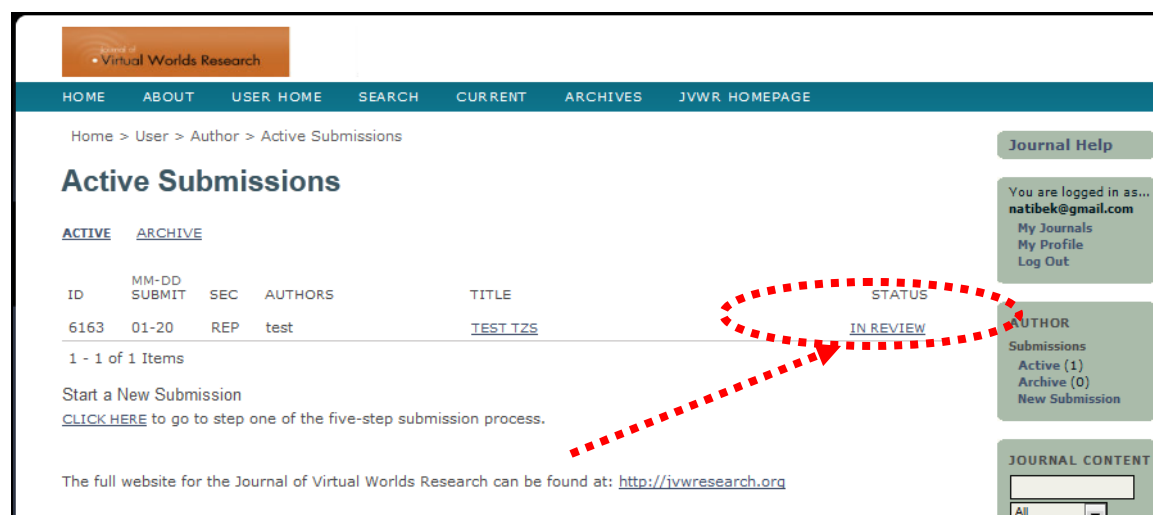 Journal of
Virtual Worlds Research
HOME ABOUT USER HOME SEARCH CURRENT ARCHIVES JVWR HOMEPAGE
Home > User > Author > Active Submissions
Active Submissions
ACTIVE ARCHIVE
ID MM-DD SUBMIT SEC AUTHORS TITLE STATUS
6163 01-20 REP test TEST TZS IN REVIEW
1 - 1 of 1 Items
Start a New Submission
CLICK HERE to go to step one of the five-step submission process.
The full website for the Journal of Virtual Worlds Research can be found at: http://jvwresearch.org
Journal Help
You are logged in as...
natibek@gmail.com
My Journals
My Profile
Log Out
AUTHOR
Submissions
Active (1)
Archive (0)
New Submission
JOURNAL CONTENT
All